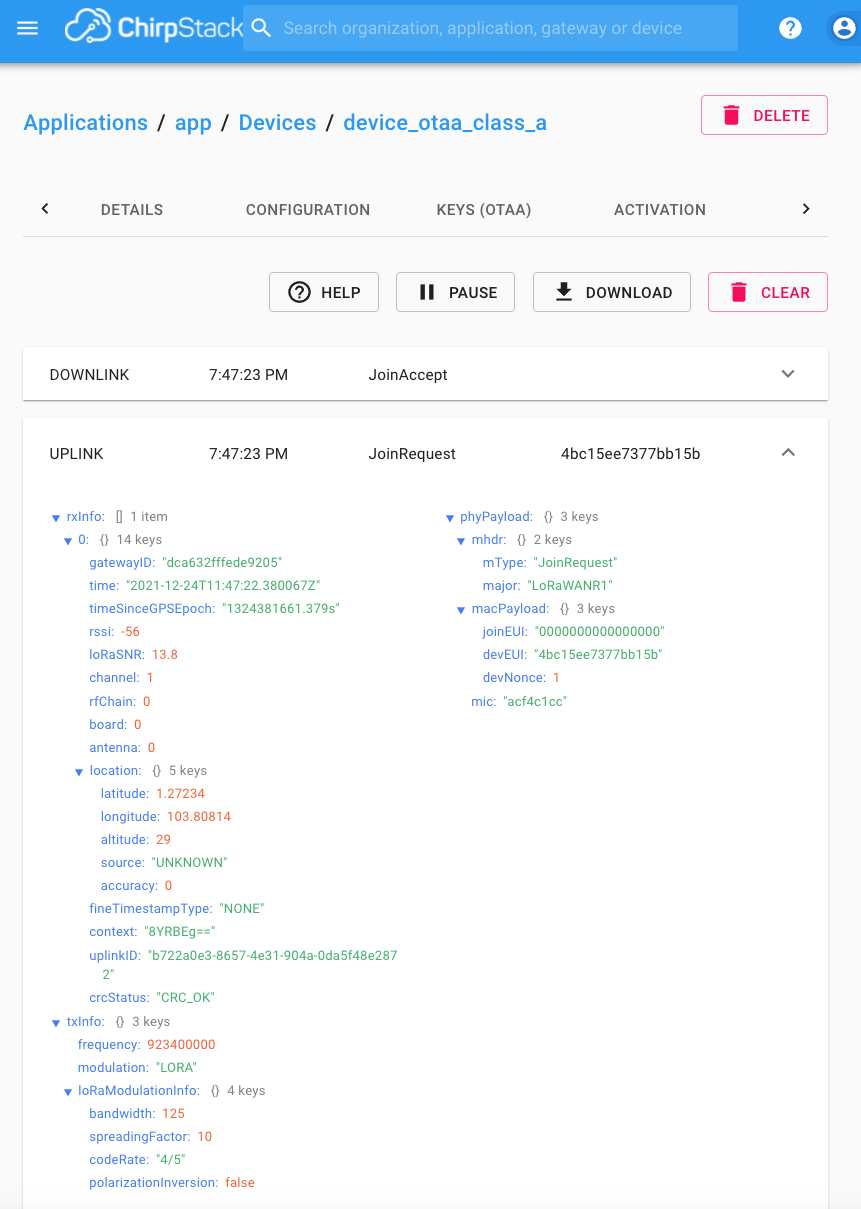 ChirpStack
Search organization, application, gateway or device
Applications / app / Devices / device_otaa_class_a
DELETE
DETAILS CONFIGURATION KEYS (OTAA) ACTIVATION
HELP PAUSE DOWNLOAD CLEAR
DOWNLINK 7:47:23 PM JoinAccept
UPLINK 7:47:23 PM JoinRequest 4bc15ee7377bb15b
rxInfo: [] 1 item
0: {} 14 keys
gatewayID: "dca632fffede9205"
time: "2021-12-24T11:47:22.380067Z"
timeSinceGPSEpoch: "1324381661.379s"
rssi: -56
loRaSNR: 13.8
channel: 1
rfChain: 0
board: 0
antenna: 0
location: {} 5 keys
latitude: 1.27234
longitude: 103.80814
altitude: 29
source: "UNKNOWN"
accuracy: 0
fineTimestampType: "NONE"
context: "8YRBEg=="
uplinkID: "b722a0e3-8657-4e31-904a-0da5f48e287
2"
crcStatus: "CRC_OK"
txInfo: {} 3 keys
frequency: 923400000
modulation: "LORA"
loRaModulationInfo: {} 4 keys
bandwidth: 125
spreadingFactor: 10
codeRate: "4/5"
polarizationInversion: false
phyPayload: {} 3 keys
mhdr: {} 2 keys
mType: "JoinRequest"
major: "LoRaWANR1"
macPayload: {} 3 keys
joinEUI: "0000000000000000"
devEUI: "4bc15ee7377bb15b"
devNonce: 1
mic: "acf4c1cc"